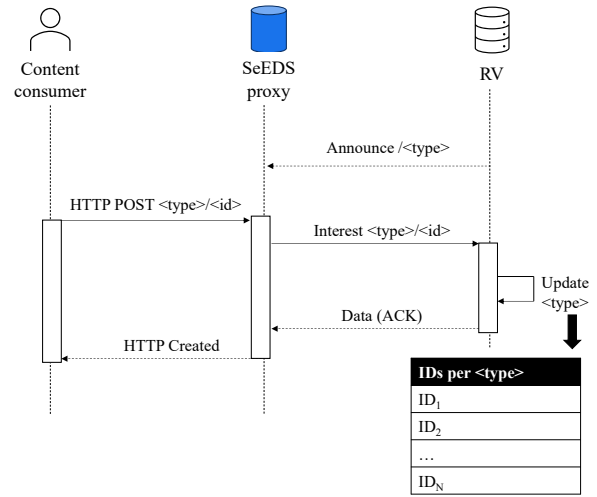 Content
consumer
SeEDS
proxy
RV
Announce /<type>
HTTP POST <type>/<id>
Interest <type>/<id>
Update
<type>
Data (ACK)
HTTP Created
IDs per <type>
ID1
ID2
…
IDN